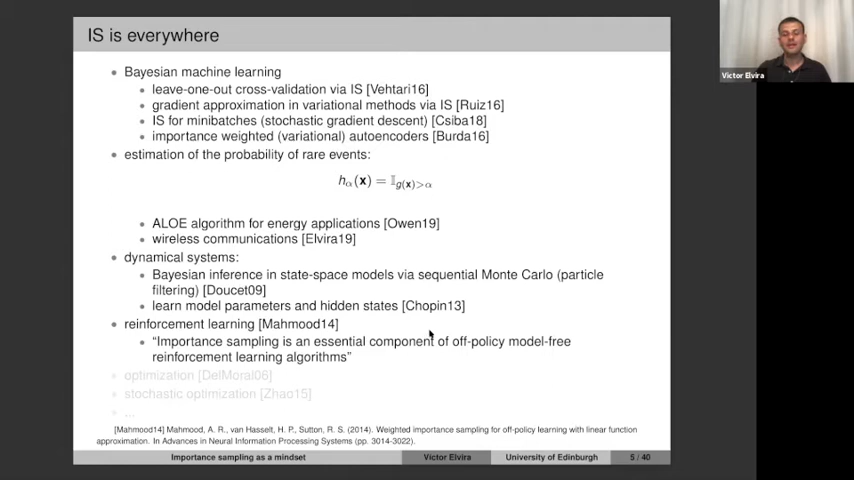 IS is everywhere
Victor Elvira
• Bayesian machine learning
• leave-one-out cross-validation via IS [Vehtari16]
• gradient approximation in variational methods via IS [Ruiz16]
• IS for minibatches (stochastic gradient descent) [Csiba18]
• importance weighted (variational) autoencoders [Burda16]
• estimation of the probability of rare events:
hα(x) = 𝕀g(x)>α
• ALOE algorithm for energy applications [Owen19]
• wireless communications [Elvira19]
• dynamical systems:
• Bayesian inference in state-space models via sequential Monte Carlo (particle
filtering) [Doucet09]
• learn model parameters and hidden states [Chopin13]
• reinforcement learning [Mahmood14]
• “Importance sampling is an essential component of off-policy model-free
reinforcement learning algorithms”
• optimization [DelMoral06]
• stochastic optimization [Zhao15]
• ...
[Mahmood14] Mahmood, A. R., van Hasselt, H. P., Sutton, R. S. (2014). Weighted importance sampling for off-policy learning with linear function
approximation. In Advances in Neural Information Processing Systems (pp. 3014-3022).
Importance sampling as a mindset Víctor Elvira University of Edinburgh 5 / 40